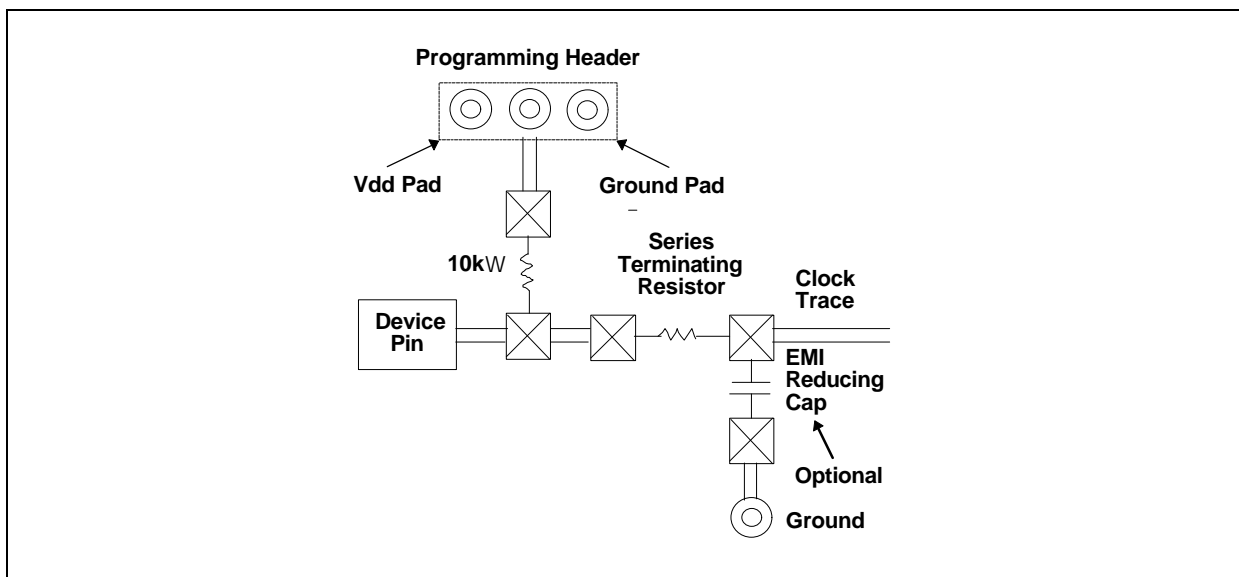 Programming Header
Vdd Pad
Ground Pad
Series
Terminating
Resistor
10kW
Clock
Trace
Device
Pin
EMI
Reducing
Cap
Optional
Ground